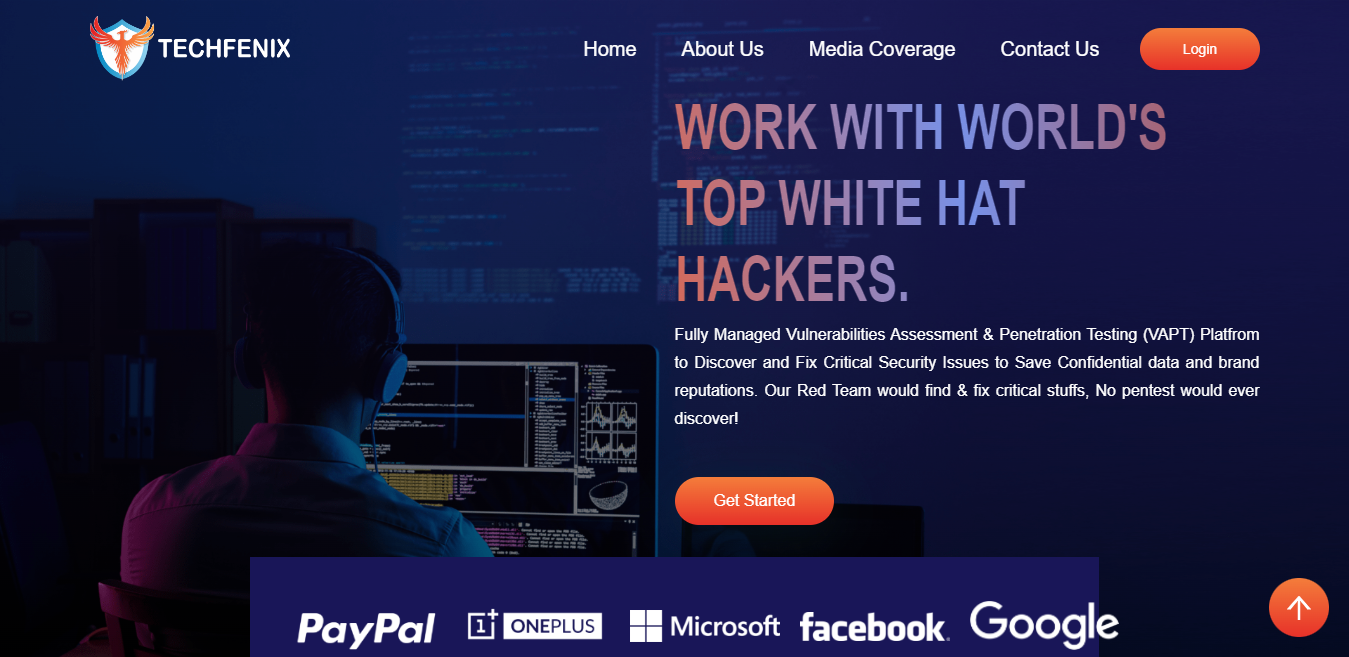 TECHFENIX
Home
About Us
Media Coverage
Contact Us
Login
WORK WITH WORLD'S
TOP WHITE HAT
HACKERS.
Fully Managed Vulnerabilities Assessment & Penetration Testing (VAPT) Platfrom
to Discover and Fix Critical Security Issues to Save Confidential data and brand
reputations. Our Red Team would find & fix critical stuffs, No pentest would ever
discover!
Get Started
PayPal
1+ ONEPLUS
Microsoft
facebook.
Google